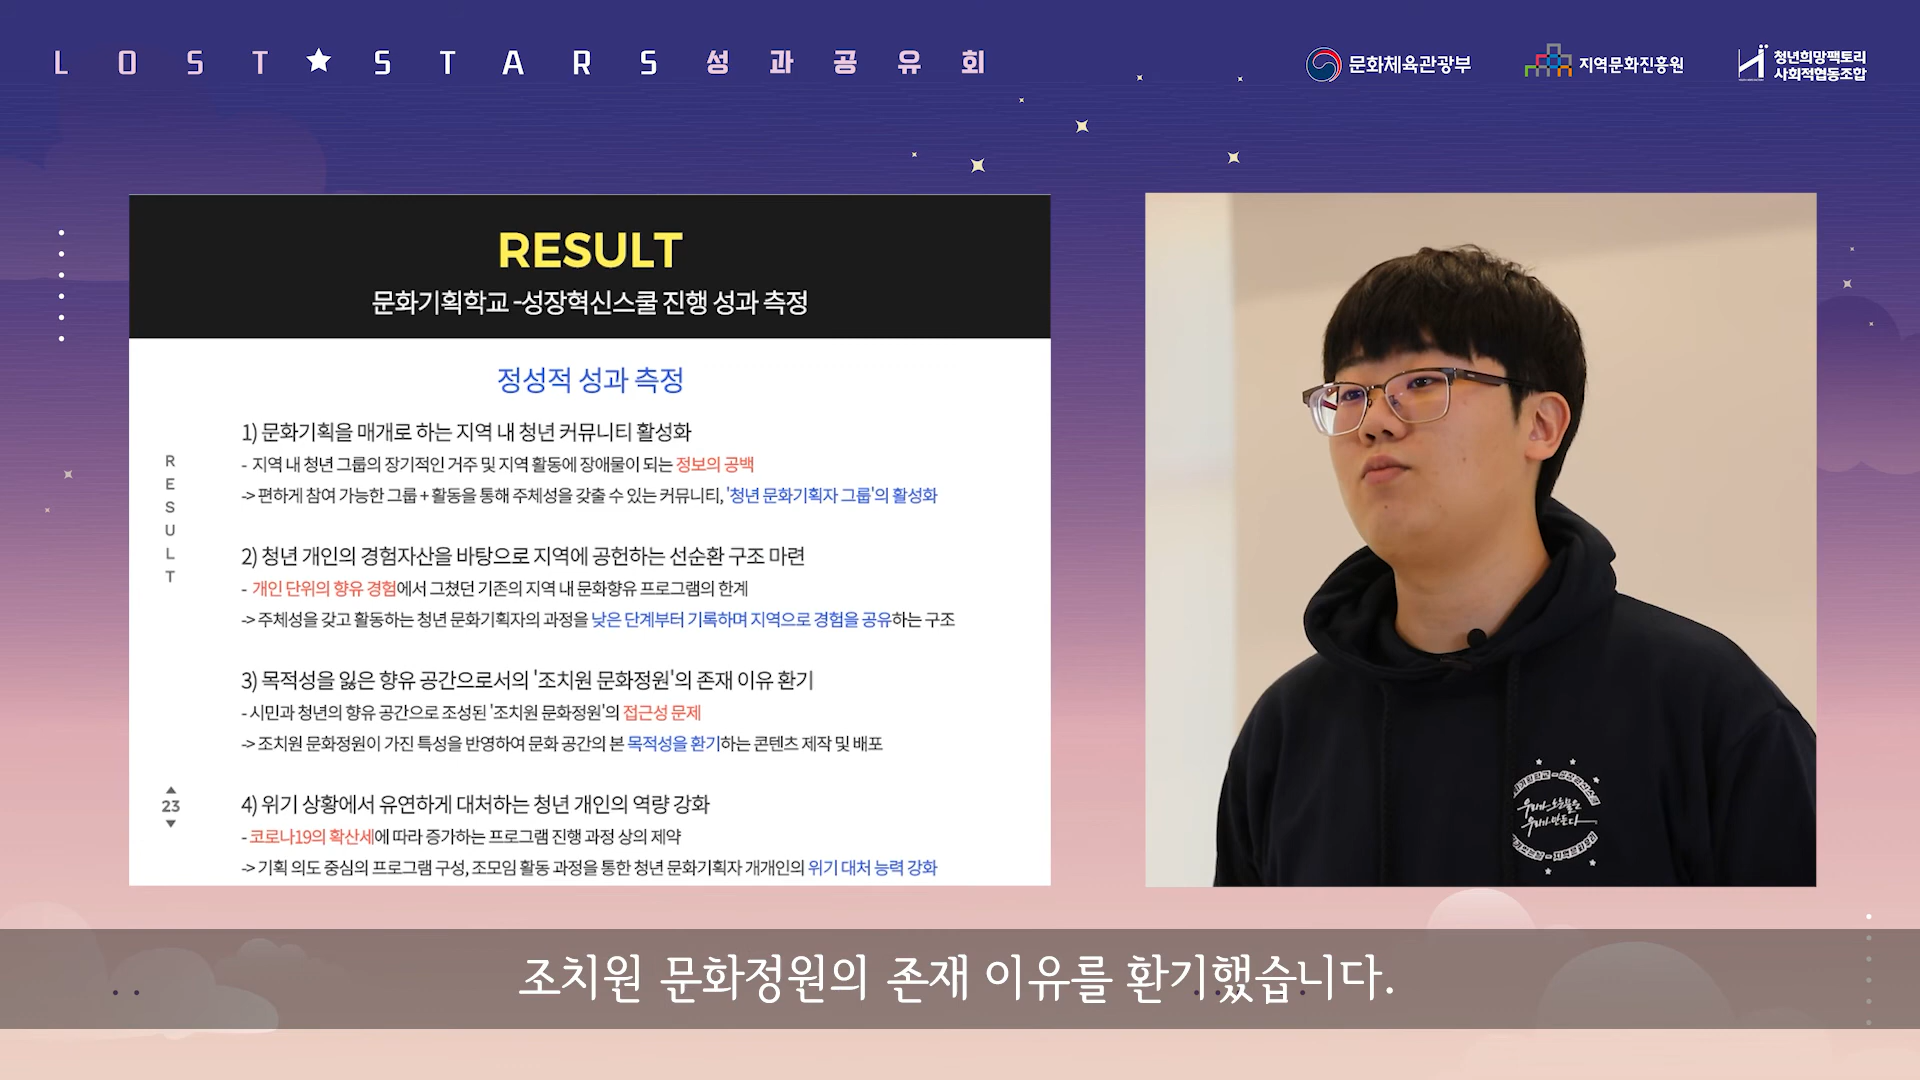 LOST★STARS 성과공유회
문화체육관광부
지역문화진흥원
청년희망팩토리
사회적협동조합
RESULT
문화기획학교 -성장혁신스쿨 진행 성과 측정
정성적 성과 측정
1) 문화기획을 매개로 하는 지역 내 청년 커뮤니티 활성화
- 지역 내 청년 그룹의 장기적인 거주 및 지역 활동에 장애물이 되는 정보의 공백
-> 편하게 참여 가능한 그룹 + 활동을 통해 주체성을 갖출 수 있는 커뮤니티, '청년 문화기획자 그룹'의 활성화
2) 청년 개인의 경험자산을 바탕으로 지역에 공헌하는 선순환 구조 마련
- 개인 단위의 향유 경험에서 그쳤던 기존의 지역 내 문화향유 프로그램의 한계
-> 주체성을 갖고 활동하는 청년 문화기획자의 과정을 낮은 단계부터 기록하며 지역으로 경험을 공유하는 구조
3) 목적성을 잃은 향유 공간으로서의 '조치원 문화정원'의 존재 이유 환기
- 시민과 청년의 향유 공간으로 조성된 '조치원 문화정원'의 접근성 문제
-> 조치원 문화정원이 가진 특성을 반영하여 문화 공간의 본 목적성을 환기하는 콘텐츠 제작 및 배포
4) 위기 상황에서 유연하게 대처하는 청년 개인의 역량 강화
- 코로나19의 확산세에 따라 증가하는 프로그램 진행 과정 상의 제약
-> 기획 의도 중심의 프로그램 구성, 조모임 활동 과정을 통한 청년 문화기획자 개개인의 위기 대처 능력 강화
RESULT
23
우리가 노는물은
우리가 만든다
조치원 문화정원의 존재 이유를 환기했습니다.